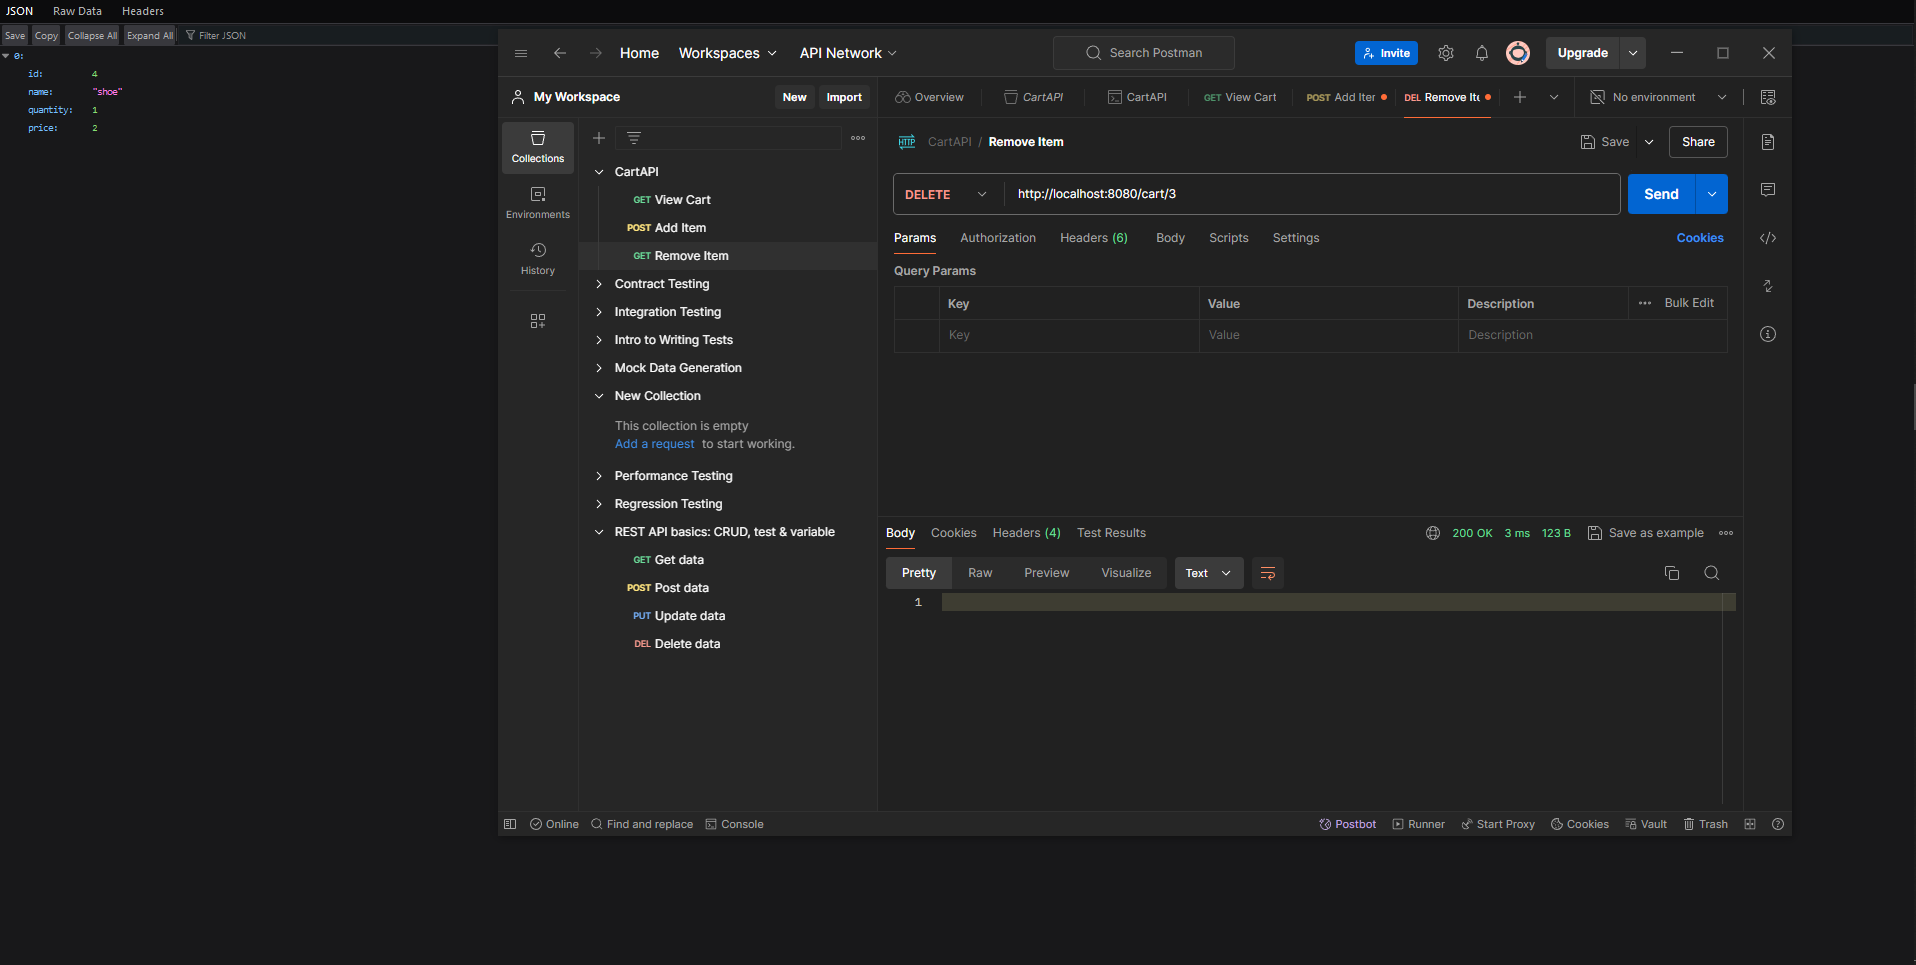 JSON Raw Data Headers
Save Copy Collapse All Expand All Filter JSON
0:
id: 4
name: "shoe"
quantity: 1
price: 2
Home Workspaces API Network Search Postman Invite Upgrade
My Workspace New Import
Overview CartAPI CartAPI GET View Cart POST Add Iter DEL Remove Ite No environment
Collections
Environments
History
CartAPI
GET View Cart
POST Add Item
GET Remove Item
Contract Testing
Integration Testing
Intro to Writing Tests
Mock Data Generation
New Collection
This collection is empty
Add a request to start working.
Performance Testing
Regression Testing
REST API basics: CRUD, test & variable
GET Get data
POST Post data
PUT Update data
DEL Delete data
HTTP CartAPI / Remove Item Save Share
DELETE http://localhost:8080/cart/3 Send
Params Authorization Headers (6) Body Scripts Settings Cookies
Query Params
Key Value Description Bulk Edit
Key Value Description
Body Cookies Headers (4) Test Results 200 OK 3 ms 123 B Save as example
Pretty Raw Preview Visualize Text
1
Online Find and replace Console Postbot Runner Start Proxy Cookies Vault Trash